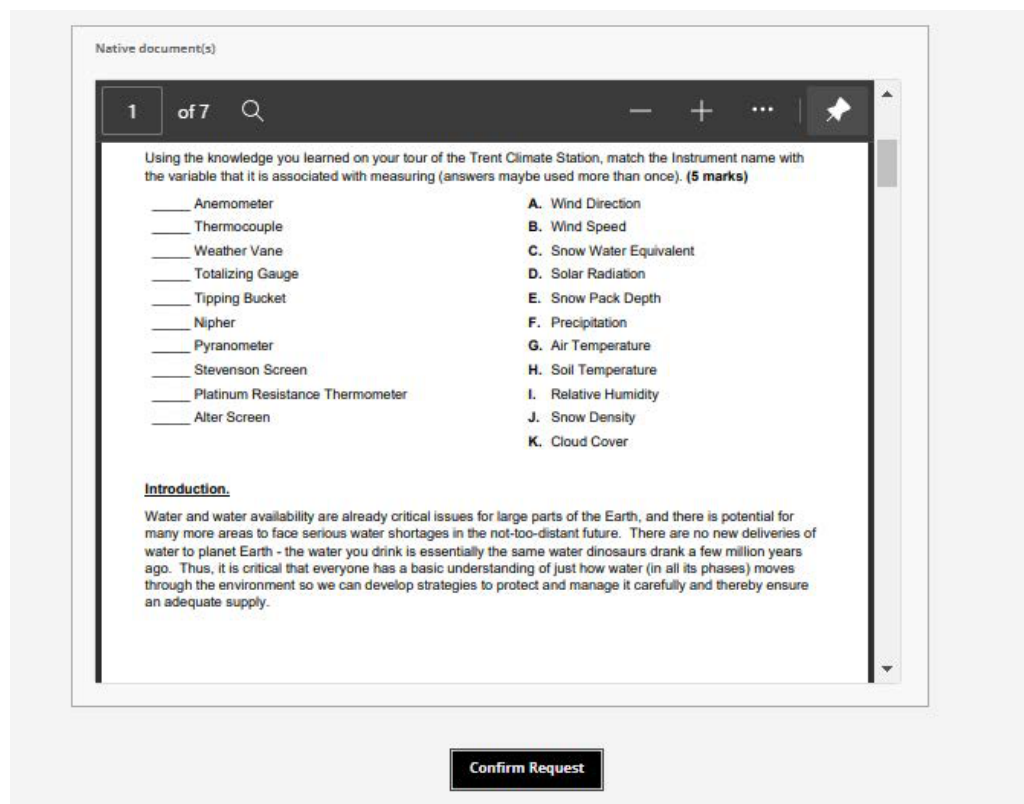 Native document(s)
1 of 7
Using the knowledge you learned on your tour of the Trent Climate Station, match the Instrument name with
the variable that it is associated with measuring (answers maybe used more than once). (5 marks)
_____ Anemometer A. Wind Direction
_____ Thermocouple B. Wind Speed
_____ Weather Vane C. Snow Water Equivalent
_____ Totalizing Gauge D. Solar Radiation
_____ Tipping Bucket E. Snow Pack Depth
_____ Nipher F. Precipitation
_____ Pyranometer G. Air Temperature
_____ Stevenson Screen H. Soil Temperature
_____ Platinum Resistance Thermometer I. Relative Humidity
_____ Alter Screen J. Snow Density
K. Cloud Cover
Introduction.
Water and water availability are already critical issues for large parts of the Earth, and there is potential for
many more areas to face serious water shortages in the not-too-distant future. There are no new deliveries of
water to planet Earth - the water you drink is essentially the same water dinosaurs drank a few million years
ago. Thus, it is critical that everyone has a basic understanding of just how water (in all its phases) moves
through the environment so we can develop strategies to protect and manage it carefully and thereby ensure
an adequate supply.
Confirm Request